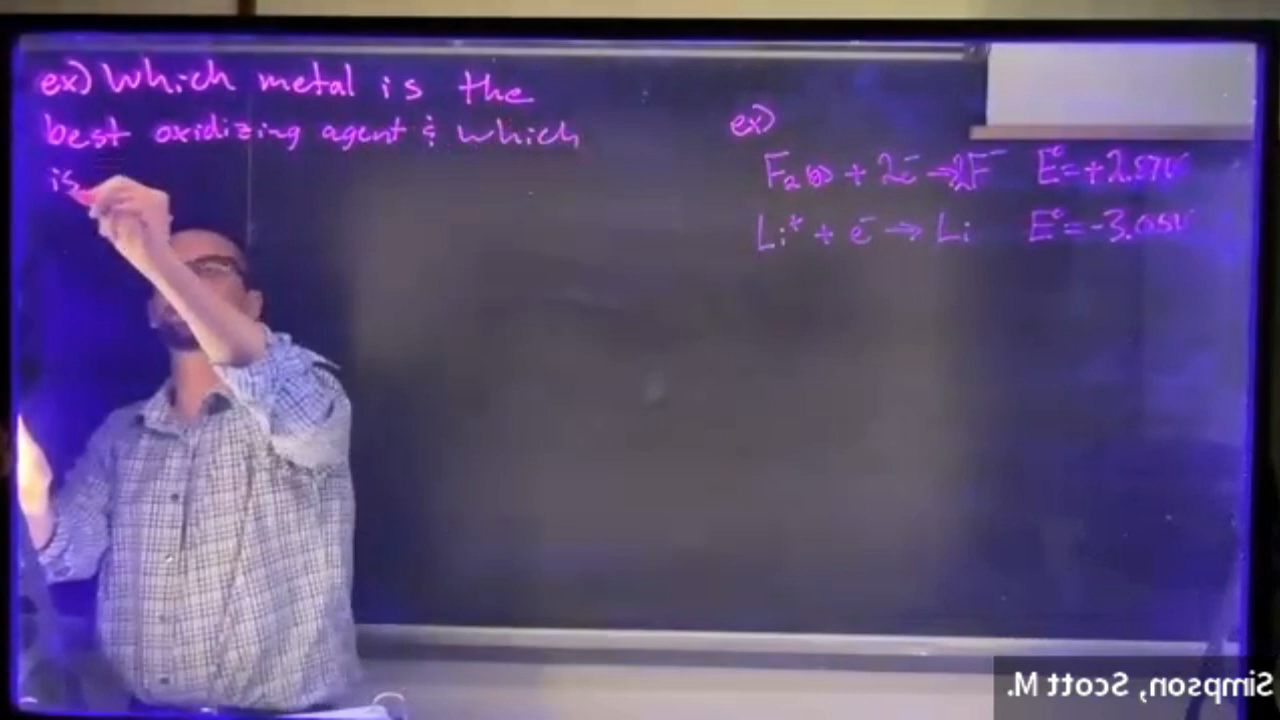 ex) Which metal is the
best oxidizing agent & which
is
ex)
F₂(g) + 2e⁻ → 2F⁻ E° = +2.87V
Li⁺ + e⁻ → Li E° = -3.05V
Simpson, Scott M.